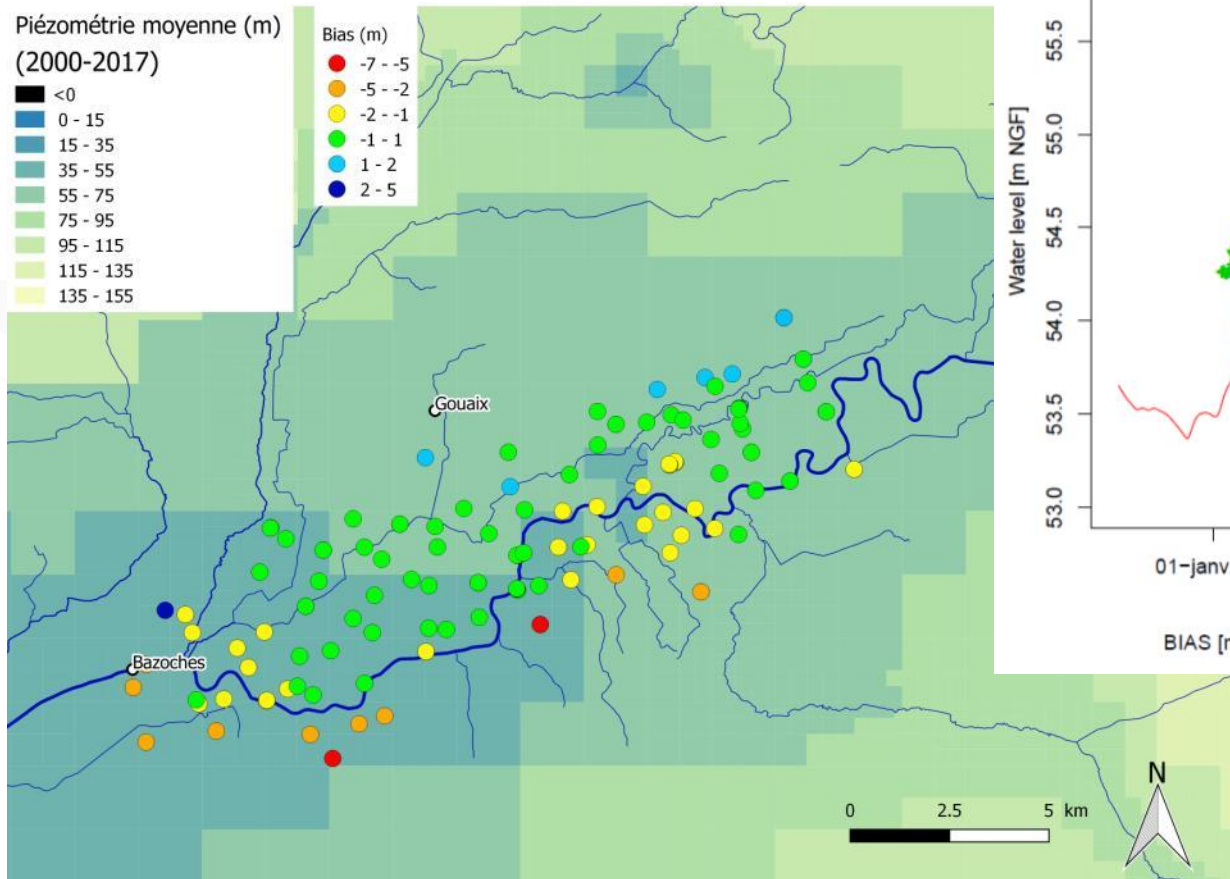 Piézométrie moyenne (m)
(2000-2017)
<0
0 - 15
15 - 35
35 - 55
55 - 75
75 - 95
95 - 115
115 - 135
135 - 155
Bias (m)
-7 - -5
-5 - -2
-2 - -1
-1 - 1
1 - 2
2 - 5
Gouaix
Bazoches
0 2.5 5 km
N
Water level [m NGF]
55.5
55.0
54.5
54.0
53.5
53.0
01-janv
BIAS [